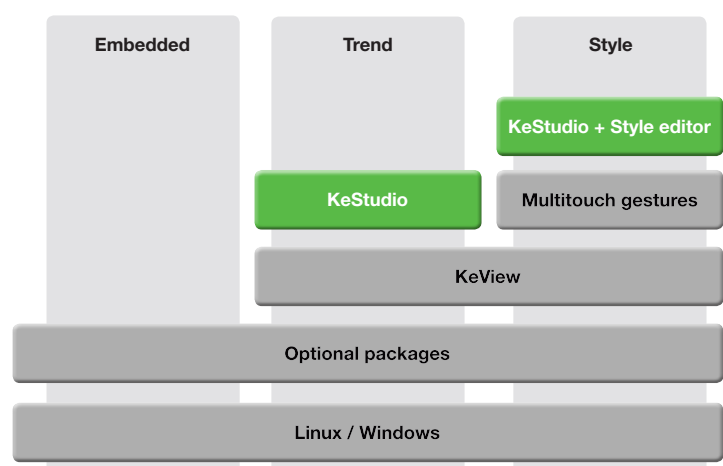 Embedded
Trend
Style
KeStudio + Style editor
KeStudio
Multitouch gestures
KeView
Optional packages
Linux / Windows